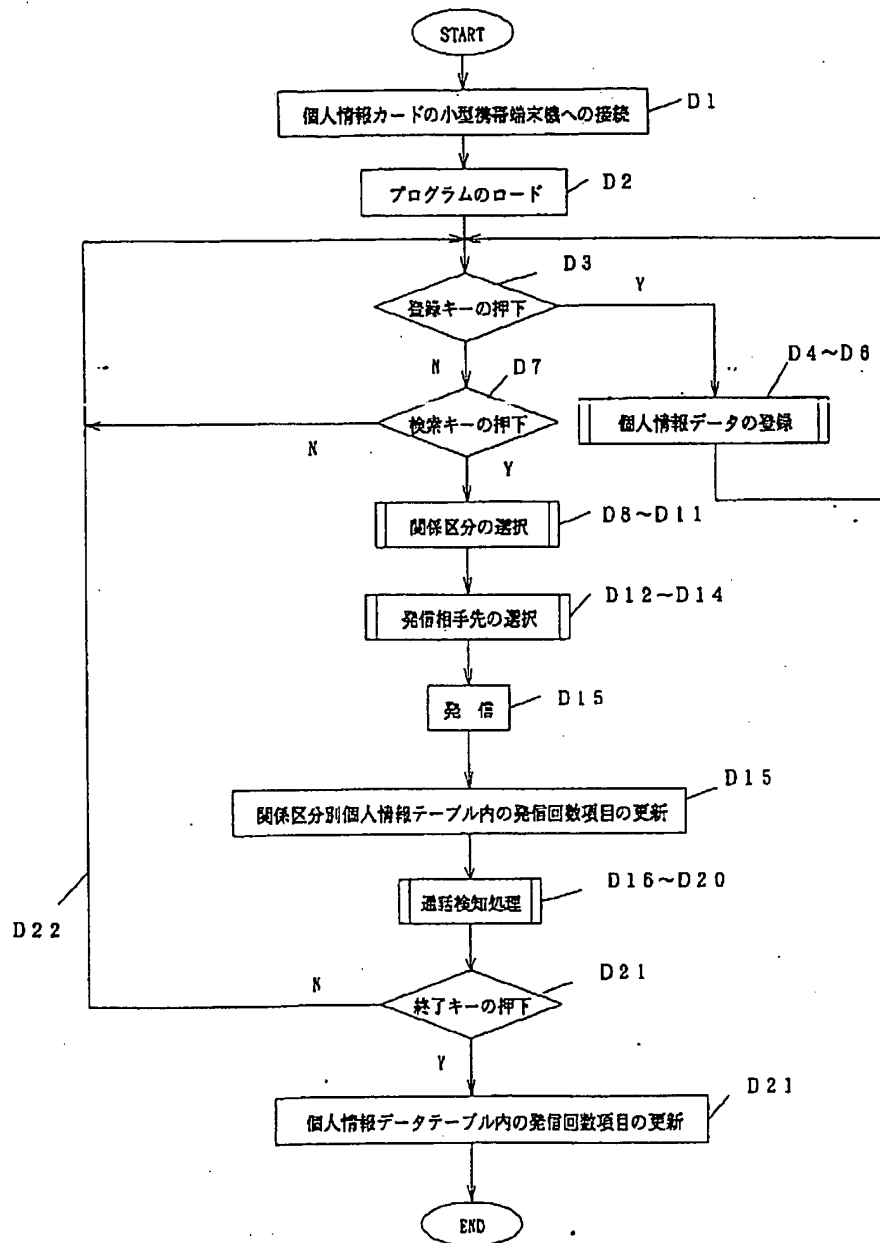 START
個人情報カードの小型携帯端末機への接続
D1
プログラムのロード
D2
D3
登録キーの押下
Y
N
D7
D4〜D6
検索キーの押下
個人情報データの登録
N
Y
関係区分の選択
D8〜D11
発信相手先の選択
D12〜D14
発 信
D15
D15
関係区分別個人情報テーブル内の発信回数項目の更新
通話検知処理
D16〜D20
D22
D21
N
終了キーの押下
Y
D21
個人情報データテーブル内の発信回数項目の更新
END